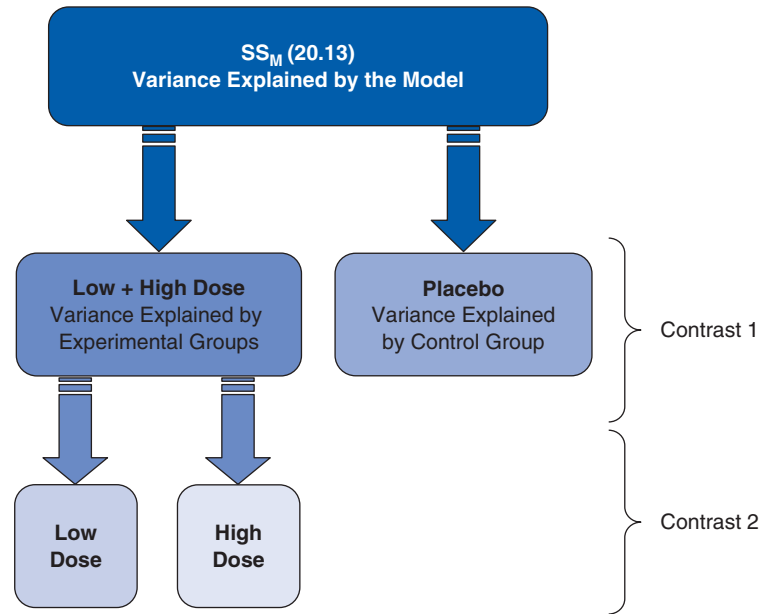 SSM (20.13)
Variance Explained by the Model
Low + High Dose
Variance Explained by
Experimental Groups
Placebo
Variance Explained
by Control Group
Contrast 1
Low
Dose
High
Dose
Contrast 2